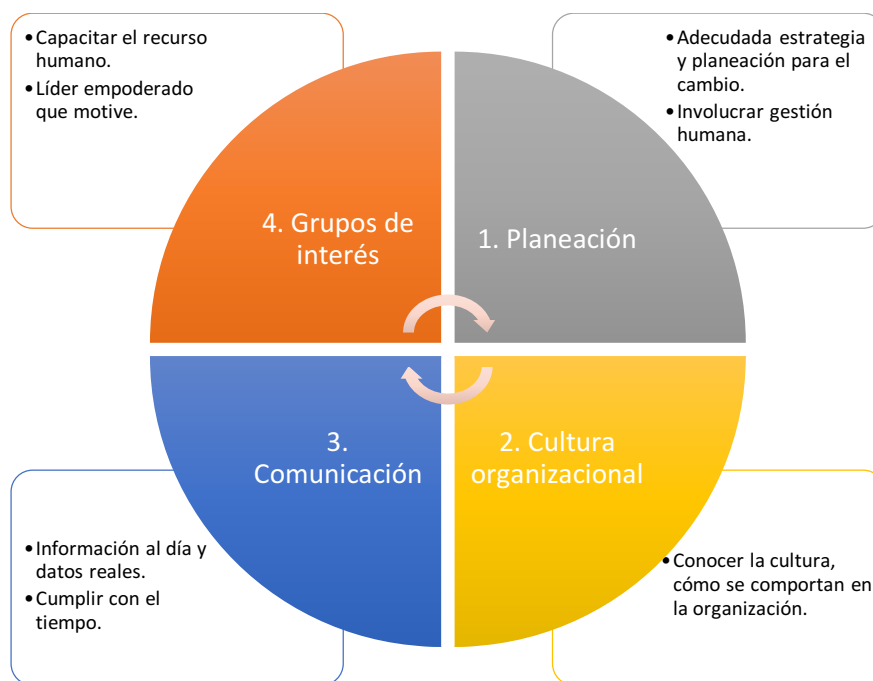 •Capacitar el recurso
humano.
•Líder empoderado
que motive.
•Adecudada estrategia
y planeación para el
cambio.
•Involucrar gestión
humana.
4. Grupos de
interés
1. Planeación
3.
Comunicación
2. Cultura
organizacional
•Información al día y
datos reales.
•Cumplir con el
tiempo.
•Conocer la cultura,
cómo se comportan en
la organización.